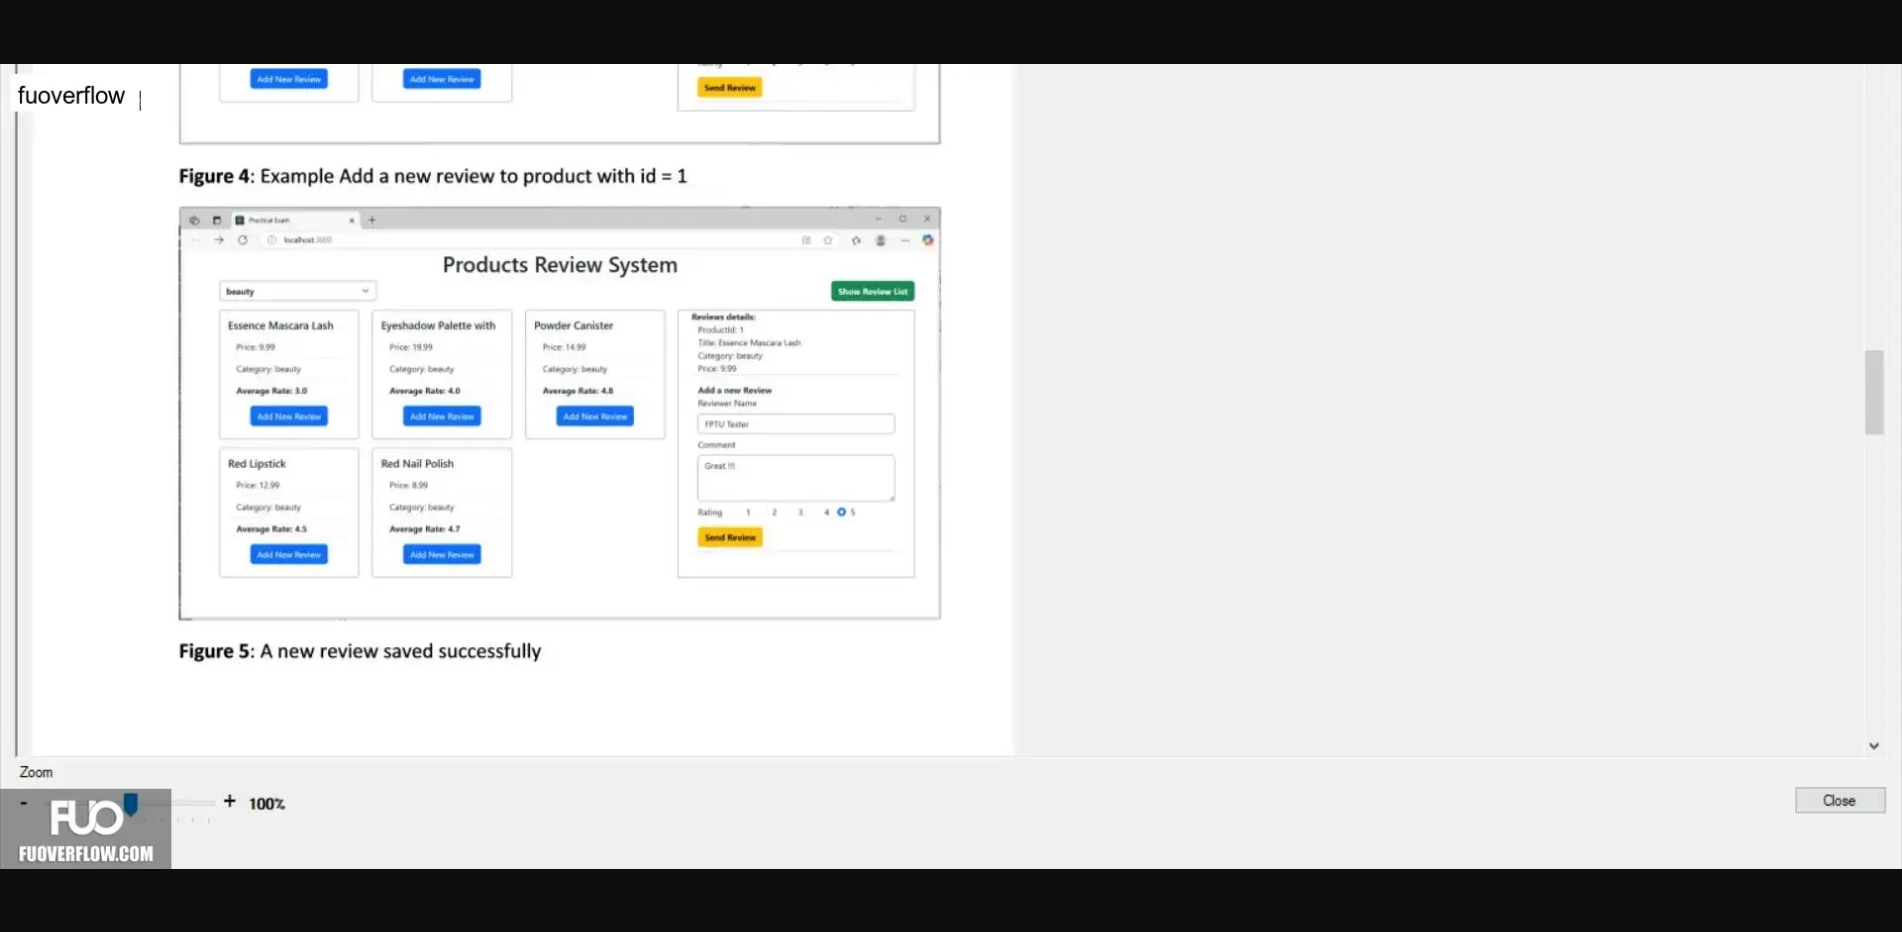 fuoverflow
Add New Review
Add New Review
Send Review
Figure 4: Example Add a new review to product with id = 1
Practical Exam
localhost:3000
Products Review System
beauty
Show Review List
Essence Mascara Lash
Price: 9.99
Category: beauty
Average Rate: 3.0
Add New Review
Eyeshadow Palette with
Price: 19.99
Category: beauty
Average Rate: 4.0
Add New Review
Powder Canister
Price: 14.99
Category: beauty
Average Rate: 4.8
Add New Review
Red Lipstick
Price: 12.99
Category: beauty
Average Rate: 4.5
Add New Review
Red Nail Polish
Price: 8.99
Category: beauty
Average Rate: 4.7
Add New Review
Reviews details:
ProductId: 1
Title: Essence Mascara Lash
Category: beauty
Price: 9.99
Add a new Review
Reviewer Name
FPTU Tester
Comment
Great !!!
Rating 1 2 3 4 5
Send Review
Figure 5: A new review saved successfully
Zoom
- + 100%
Close
FUO
FUOVERFLOW.COM